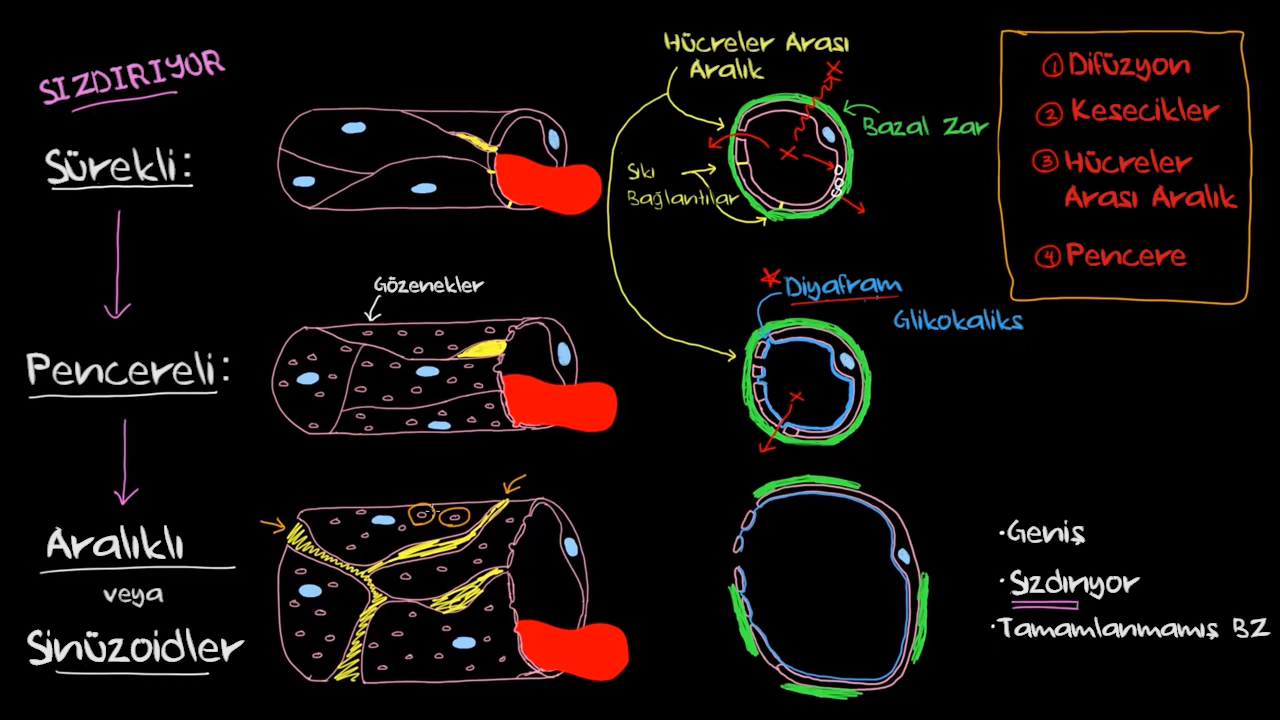 SIZDIRIYOR
Sürekli:
Hücreler Arası
Aralık
Bazal Zar
Sıkı
Bağlantılar
① Difüzyon
② Kesecikler
③ Hücreler
Arası Aralık
④ Pencere
Pencereli:
Gözenekler
* Diyafram
Glikokaliks
Aralıklı
veya
Sinüzoidler
·Geniş
·Sızdırıyor
·Tamamlanmamış BZ